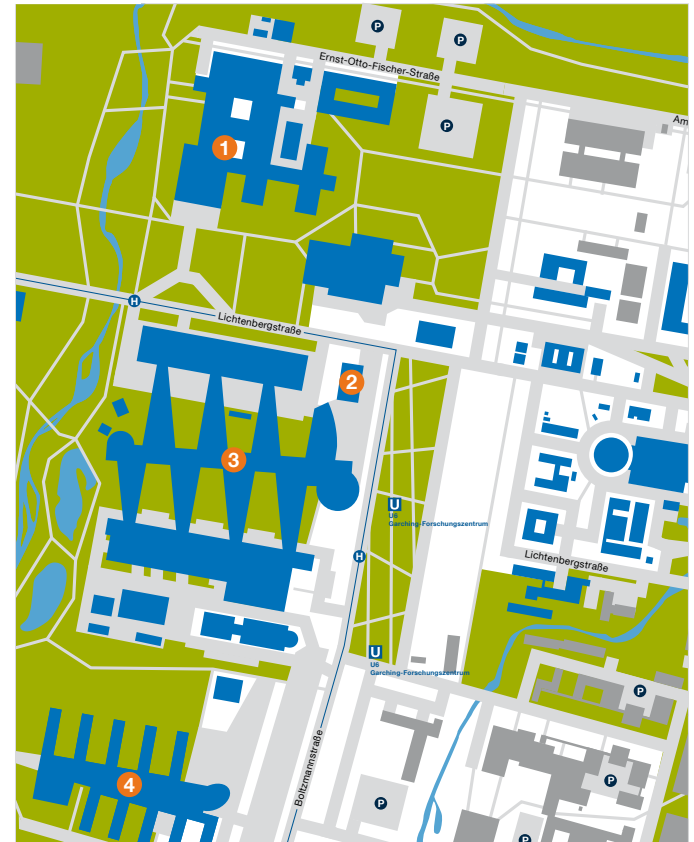 P
P
Ernst-Otto-Fischer-Straße
P
Am
1
H
Lichtenbergstraße
2
3
U
U6
Garching-Forschungszentrum
H
Lichtenbergstraße
U
U6
Garching-Forschungszentrum
P
Boltzmannstraße
4
P
P
P